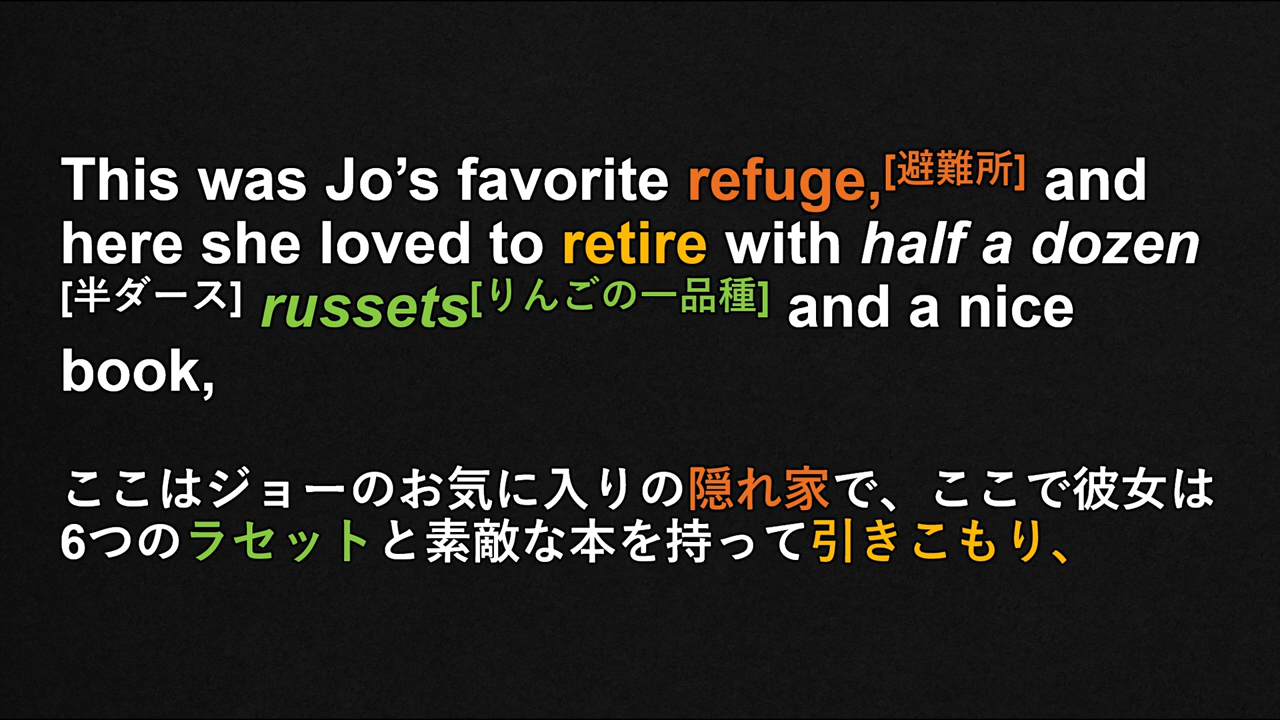 This was Jo’s favorite refuge,[避難所] and
here she loved to retire with half a dozen
[半ダース] russets[りんごの一品種] and a nice
book,
ここはジョーのお気に入りの隠れ家で、ここで彼女は
6つのラセットと素敵な本を持って引きこもり、